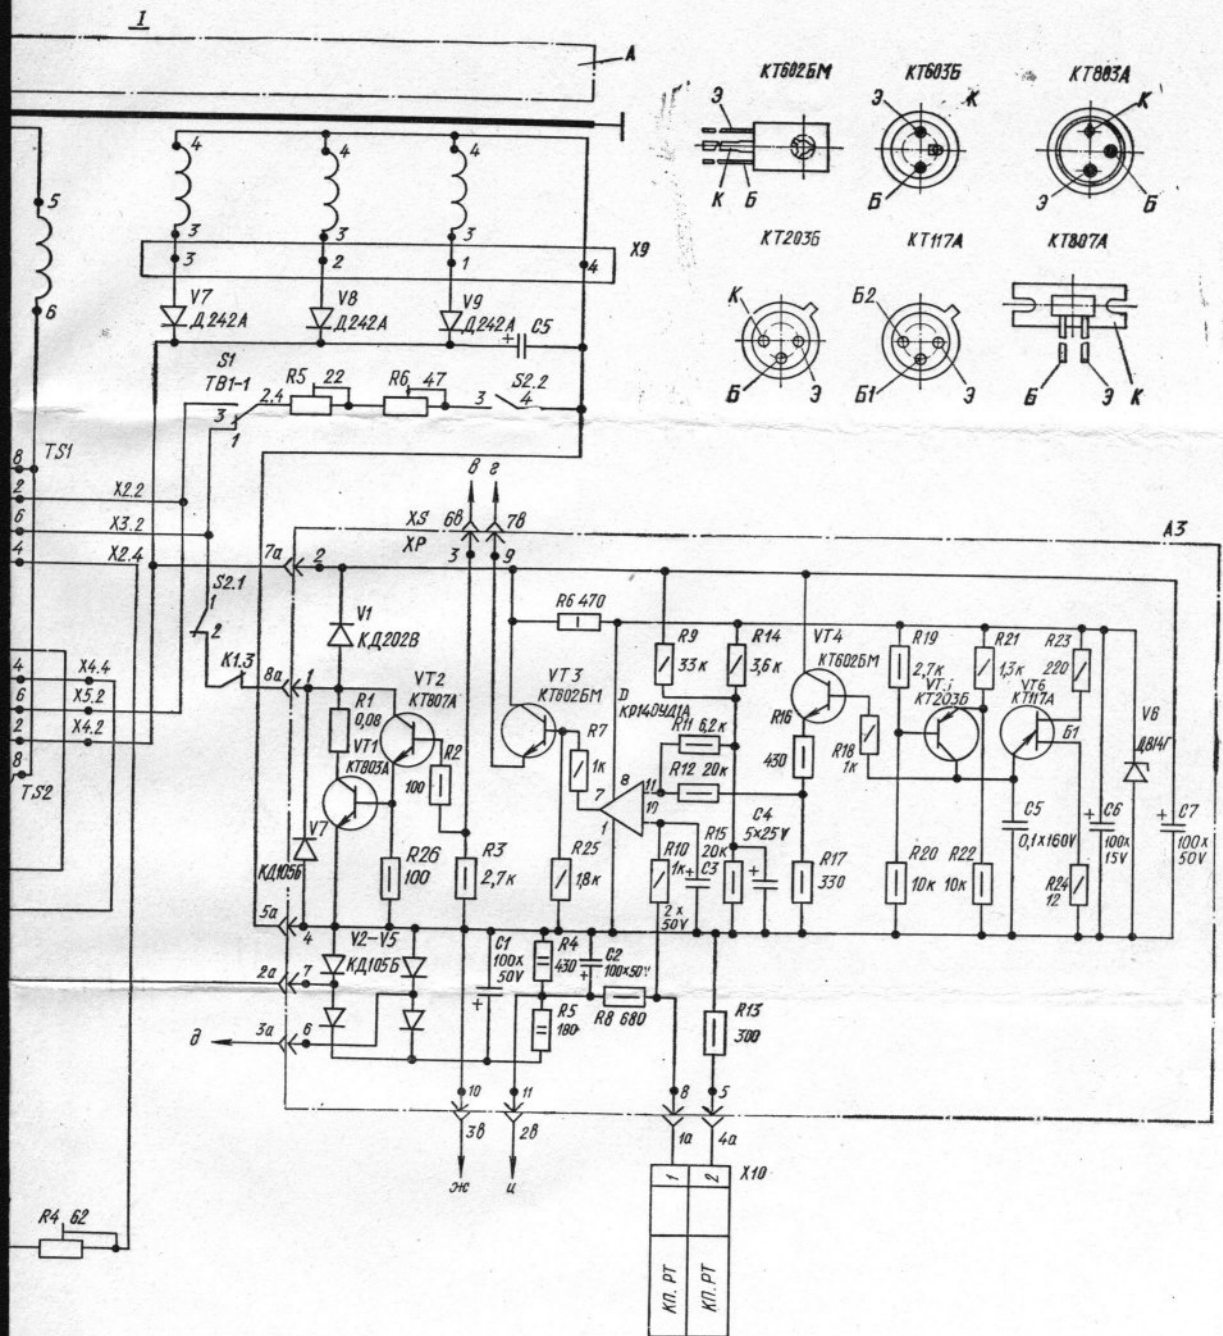 I
А
КТ602БМ
КТ603Б
КТ803А
Э
К
Б
К
Б
К
Э
Б
КТ203Б
КТ117А
КТ807А
К
Б
Э
Б2
Б1
Э
Б
Э
К
4
4
4
5
3
3
3
X9
3
2
1
4
6
V7
Д242А
V8
Д242А
V9
Д242А
+
C5
S1
ТВ1-1
3
2,4
1
R5
22
R6
47
3
S2.2
4
8
TS1
2
X2.2
6
X3.2
4
X2.4
в
г
XS
6в
7в
XP
А3
7а
2
3
9
S2.1
1
2
V1
КД202В
R6 470
R9
33к
R14
3,6к
VT4
КТ602БМ
R19
2,7к
R21
1,3к
R23
220
4
X4.4
6
X5.2
2
X4.2
8
TS2
K1.3
8а
1
R1
0,08
VT2
КТ807А
VT3
КТ602БМ
D
КР140УД1А
КТ203Б
VT6
КТ117А
Б1
V6
Д814Г
VT1
КТ803А
R2
100
R7
1к
R11 6,2к
R12 20к
R16
430
R18
1к
8
11
7
10
1
V7
КД105Б
R26
100
R3
2,7к
R25
1,8к
R10
1к
+
C3
2×
50V
R15
20к
C4
5×25V
+
R17
330
R20
10к
R22
10к
C5
0,1×160V
R24
12
+
C6
100×
15V
+
C7
100×
50V
5а
4
V2-V5
КД105Б
C1
100×
50V
+
R4
430
C2
100×50V
+
2а
7
R5
180
R8 680
R13
300
д
3а
6
10
11
8
5
3в
2в
1а
4а
ж
и
1
2
X10
КП. РТ
КП. РТ
R4 62